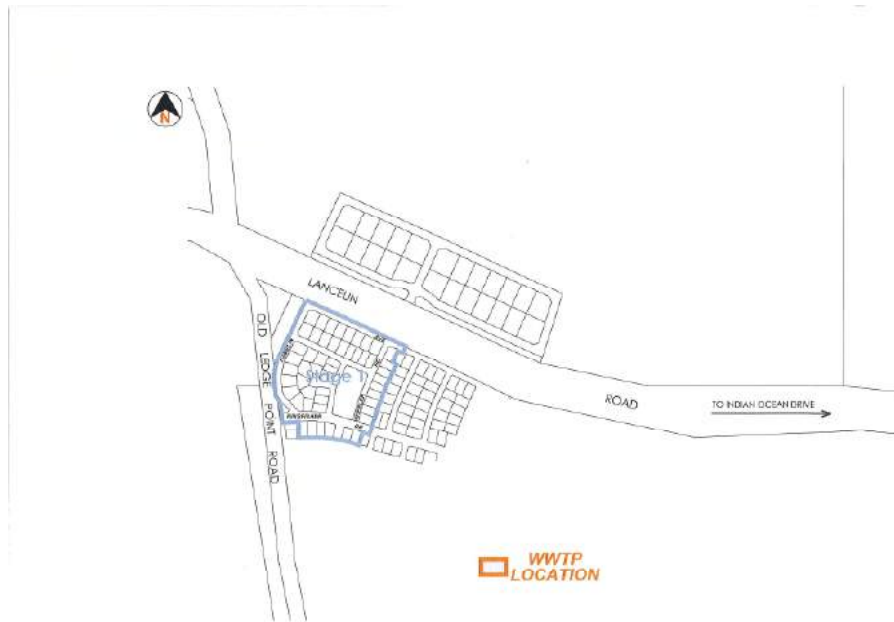 N
LANCELIN
OLD LEDGE POINT ROAD
Stage 1
ROAD
TO INDIAN OCEAN DRIVE
WWTP
LOCATION